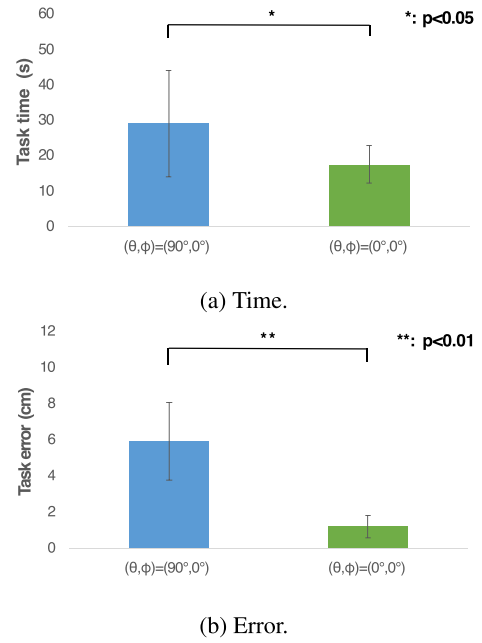 60
*
*: p<0.05
50
40
30
20
10
0
Task time (s)
(θ,φ)=(90°,0°)
(θ,φ)=(0°,0°)
(a) Time.
12
**
**: p<0.01
10
8
6
4
2
0
Task error (cm)
(θ,φ)=(90°,0°)
(θ,φ)=(0°,0°)
(b) Error.